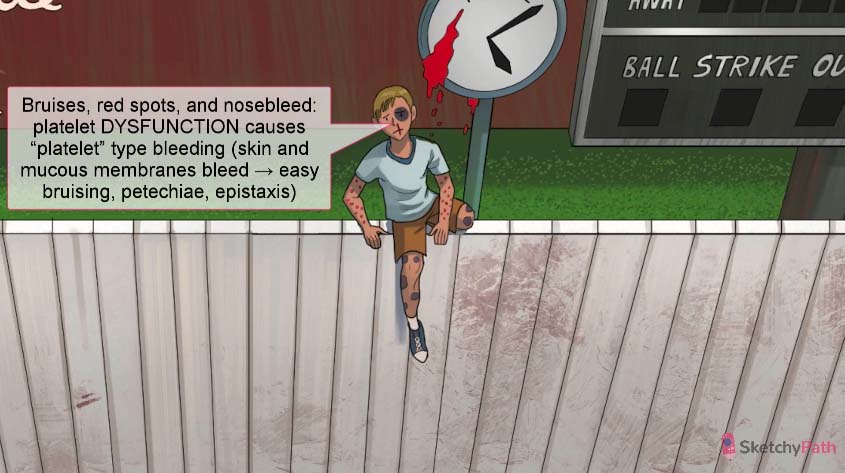 AWAY
BALL STRIKE OU
Bruises, red spots, and nosebleed:
platelet DYSFUNCTION causes
“platelet” type bleeding (skin and
mucous membranes bleed → easy
bruising, petechiae, epistaxis)
SketchyPath